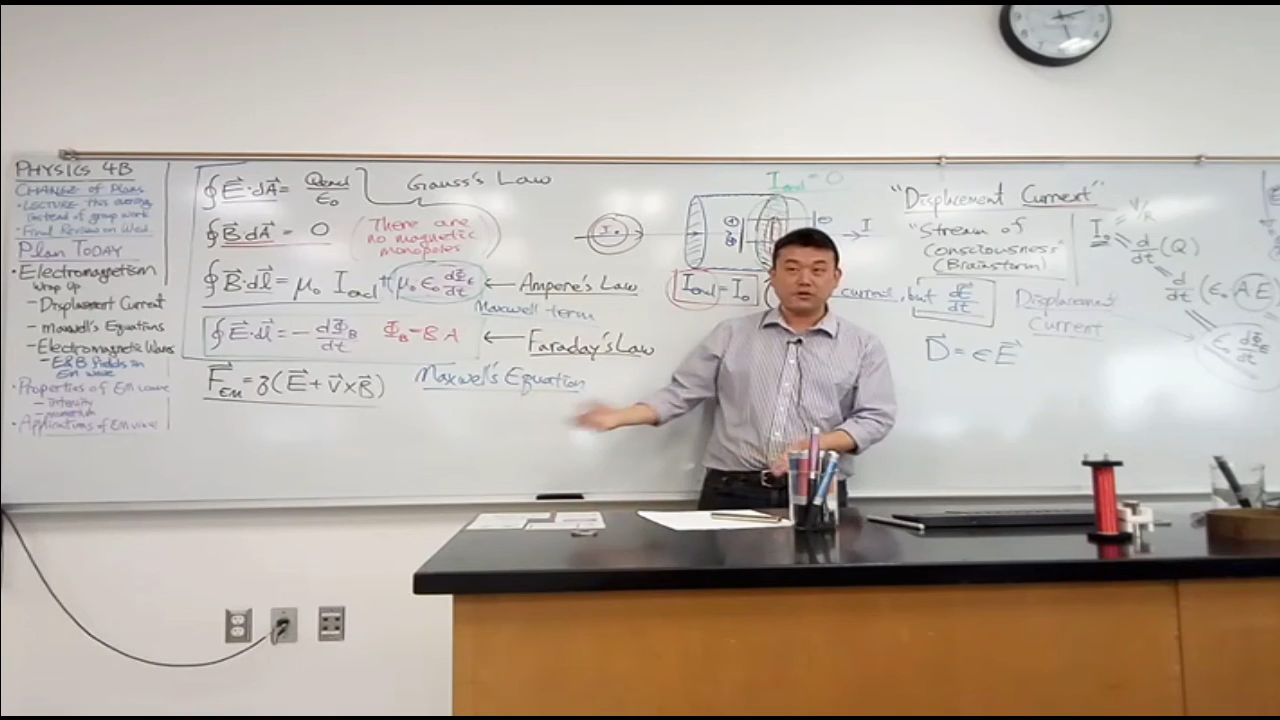 PHYSICS 4B
CHANGE of Plans
• LECTURE this evening
instead of group work
• Final Review on Wed.
Plan TODAY
• Electromagnetism
Wrap Up
- Displacement Current
- Maxwell's Equations
- Electromagnetic Waves
- E&B fields in
EM wave
• Properties of EM wave
- intensity
- momentum
• Applications of EM wave
∮ E⃗·dA⃗ = Qencl/ε₀
Gauss's Law
∮ B⃗·dA⃗ = 0
(There are
no magnetic
monopoles)
∮ B⃗·dl⃗ = μ₀ Iencl + μ₀ ε₀ dΦE/dt ← Ampere's Law
Maxwell term
∮ E⃗·dl⃗ = - dΦB/dt ΦB = BA ← Faraday's Law
F⃗EM = q(E⃗ + v⃗ × B⃗)
Maxwell's Equation
Iencl = 0
I₀
I
Iencl = I₀
current, but dE⃗/dt
"Displacement Current"
"Stream of
consciousness"
(Brainstorm)
Displacement
Current
D⃗ = εE⃗
I₀ = V/R
= d/dt (Q)
d/dt (ε₀ A E)
ε₀ dΦE/dt